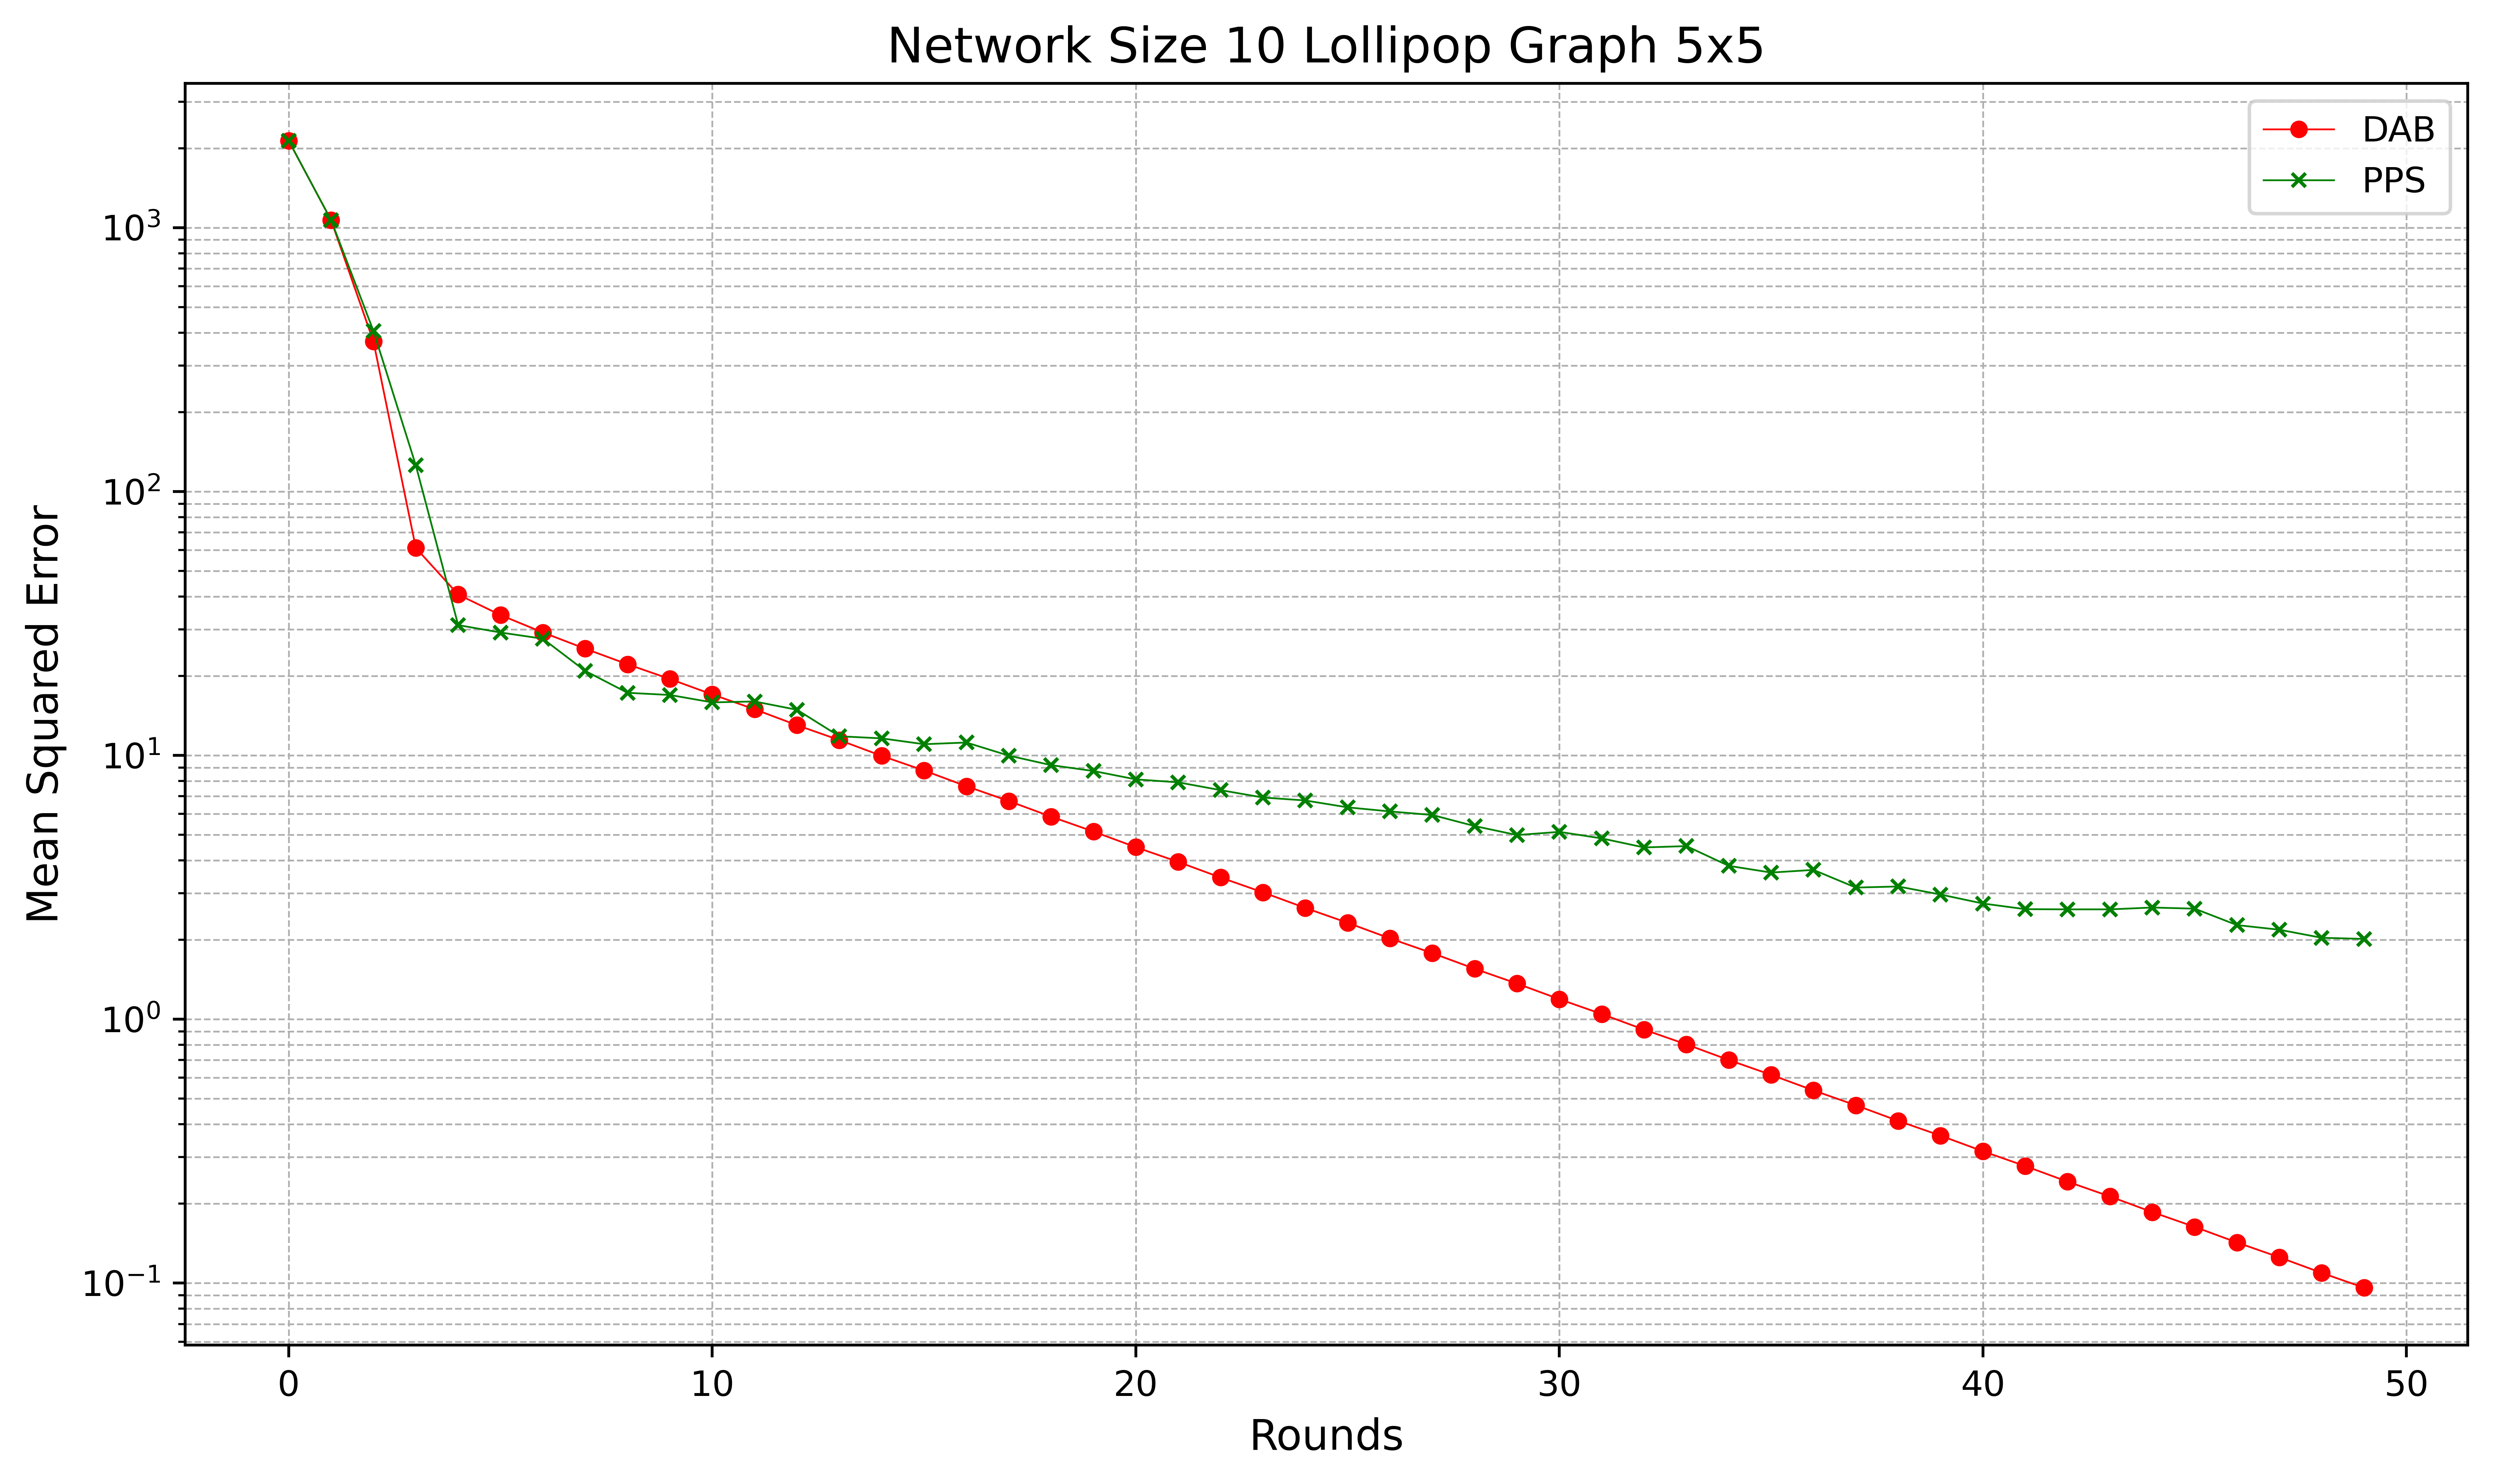 Network Size 10 Lollipop Graph 5x5
DAB
PPS
10³
10²
10¹
10⁰
10⁻¹
Mean Squared Error
0 10 20 30 40 50
Rounds